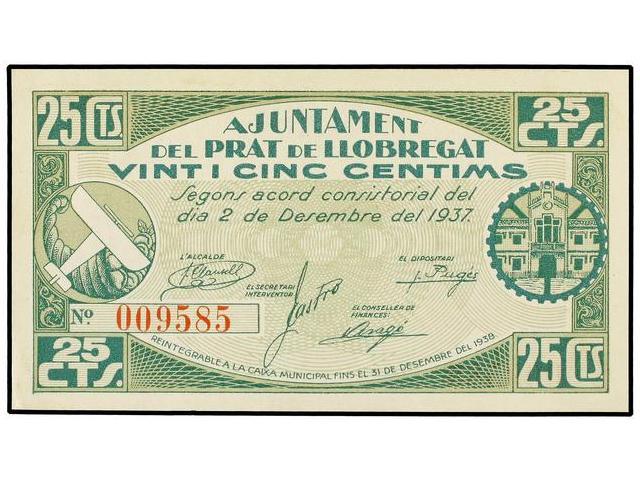 25 CTS.
25 CTS.
AJUNTAMENT
DEL PRAT DE LLOBREGAT
VINT I CINC CENTIMS
Segons acord consistorial del
dia 2 de Desembre del 1937.
L'ALCALDE
EL SECRETARI
INTERVENTOR
Castro
EL DIPOSITARI
J. Puges
EL CONSELLER DE
FINANCES:
Nº 009585
REINTEGRABLE A LA CAIXA MUNICIPAL FINS EL 31 DE DESEMBRE DEL 1938
25 CTS.
25 CTS